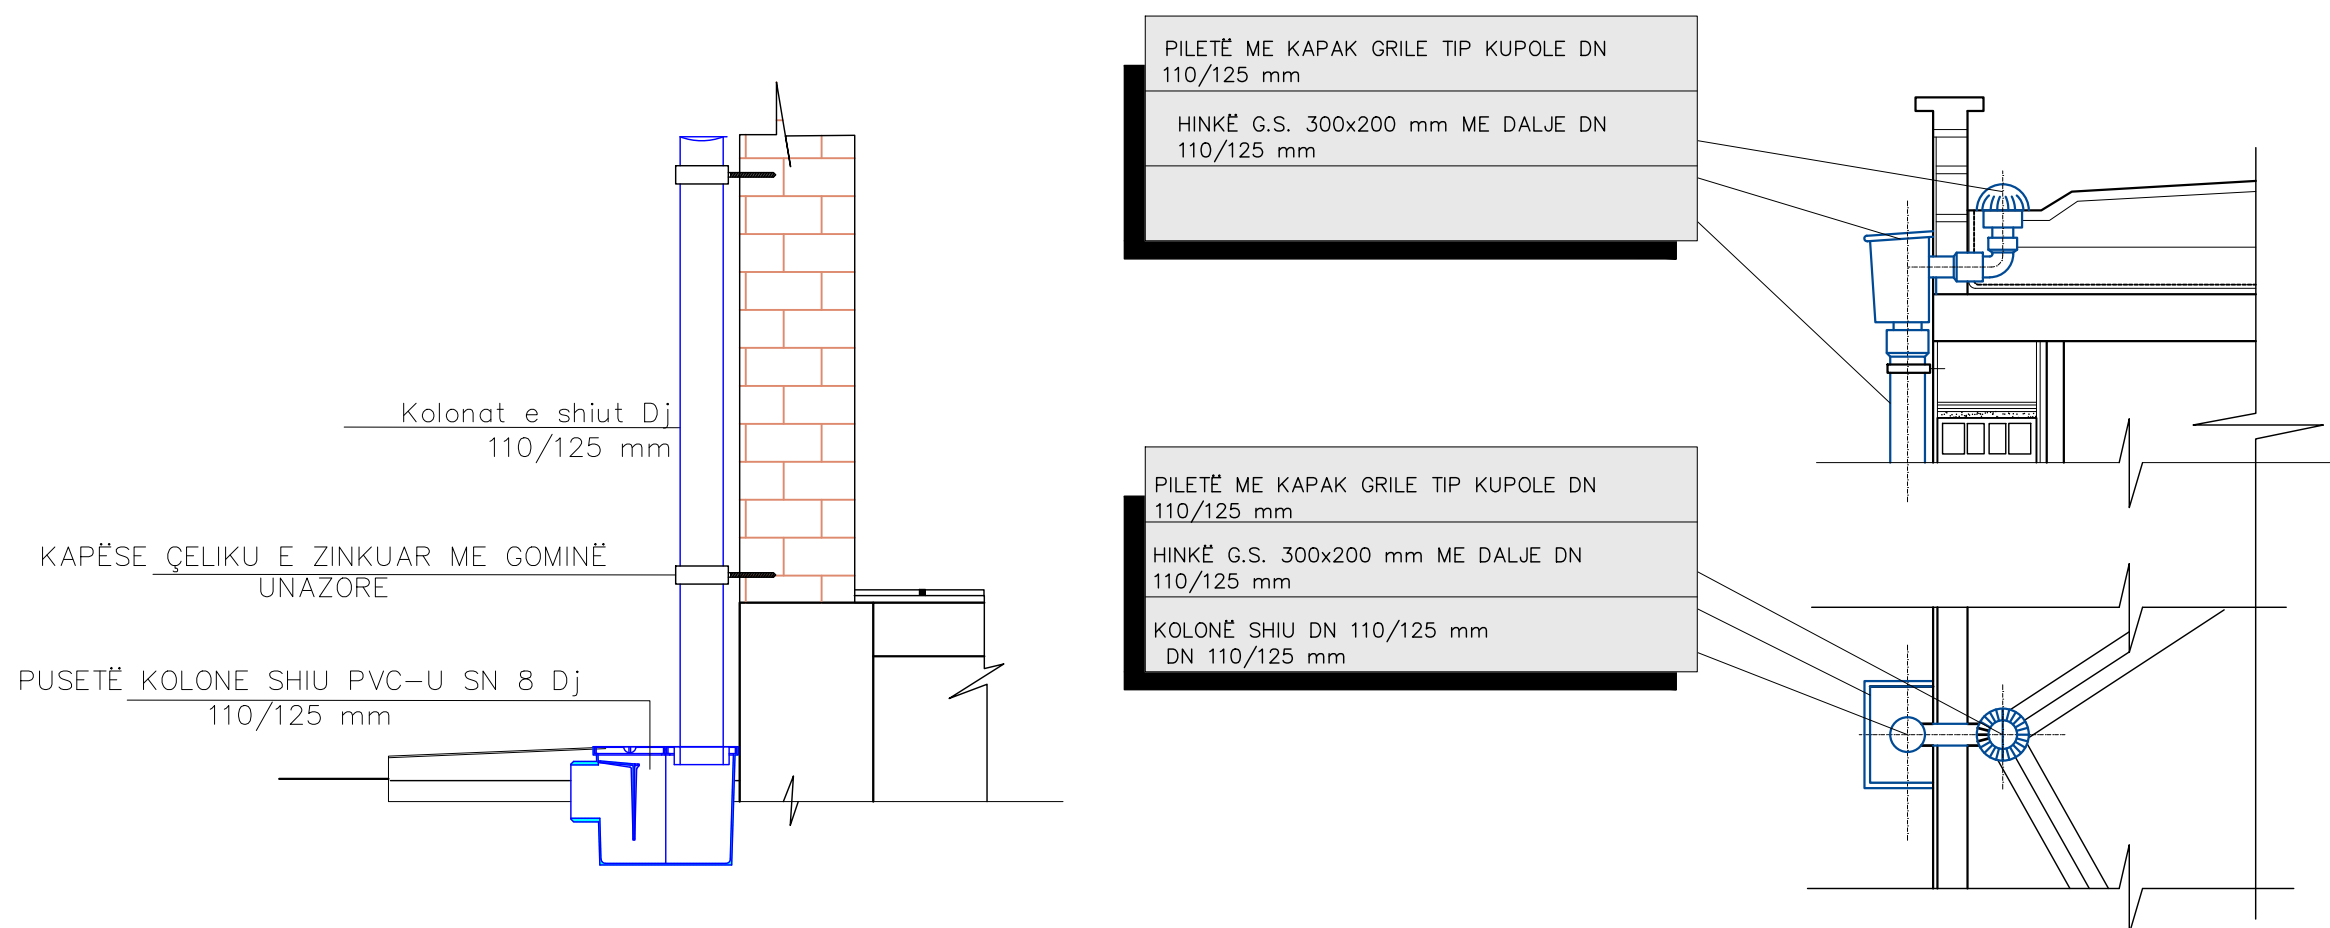 Kolonat e shiut Dj
110/125 mm
KAPËSE ÇELIKU E ZINKUAR ME GOMINË
UNAZORE
PUSETË KOLONE SHIU PVC-U SN 8 Dj
110/125 mm
PILETË ME KAPAK GRILE TIP KUPOLE DN
110/125 mm
HINKË G.S. 300x200 mm ME DALJE DN
110/125 mm
PILETË ME KAPAK GRILE TIP KUPOLE DN
110/125 mm
HINKË G.S. 300x200 mm ME DALJE DN
110/125 mm
KOLONË SHIU DN 110/125 mm
DN 110/125 mm